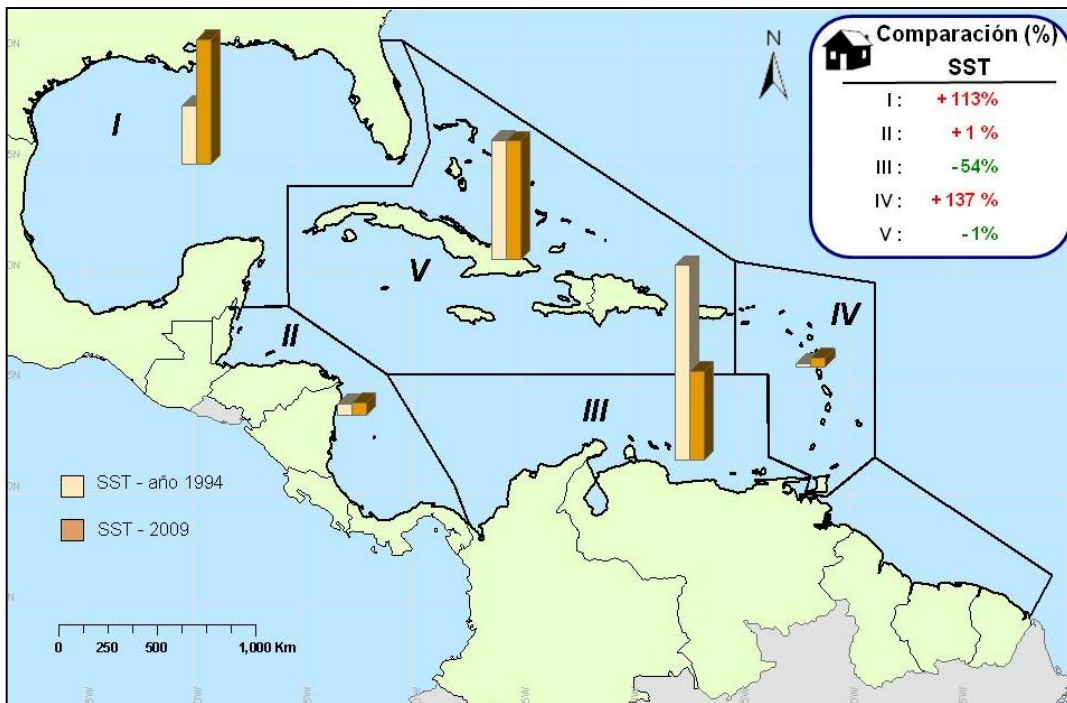 Comparación (%)
SST
I : +113%
II : +1 %
III : -54%
IV : +137 %
V : -1%
N
I
II
III
IV
V
SST - año 1994
SST - 2009
0 250 500 1,000 Km